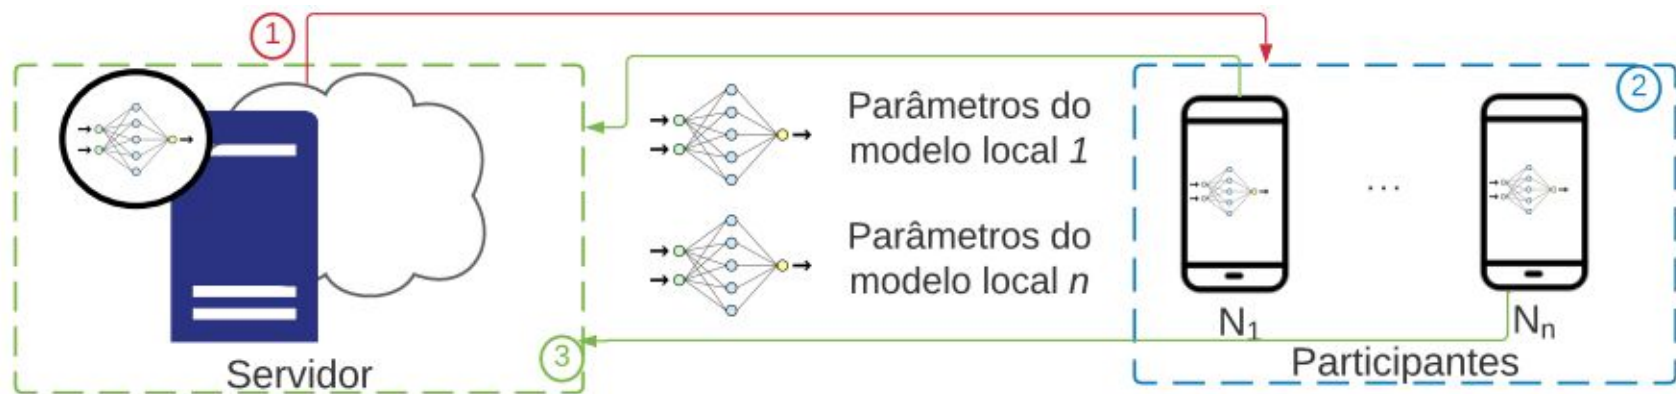 1
2
Parâmetros do
modelo local 1
...
Parâmetros do
modelo local n
N₁
Nₙ
3
Servidor
Participantes